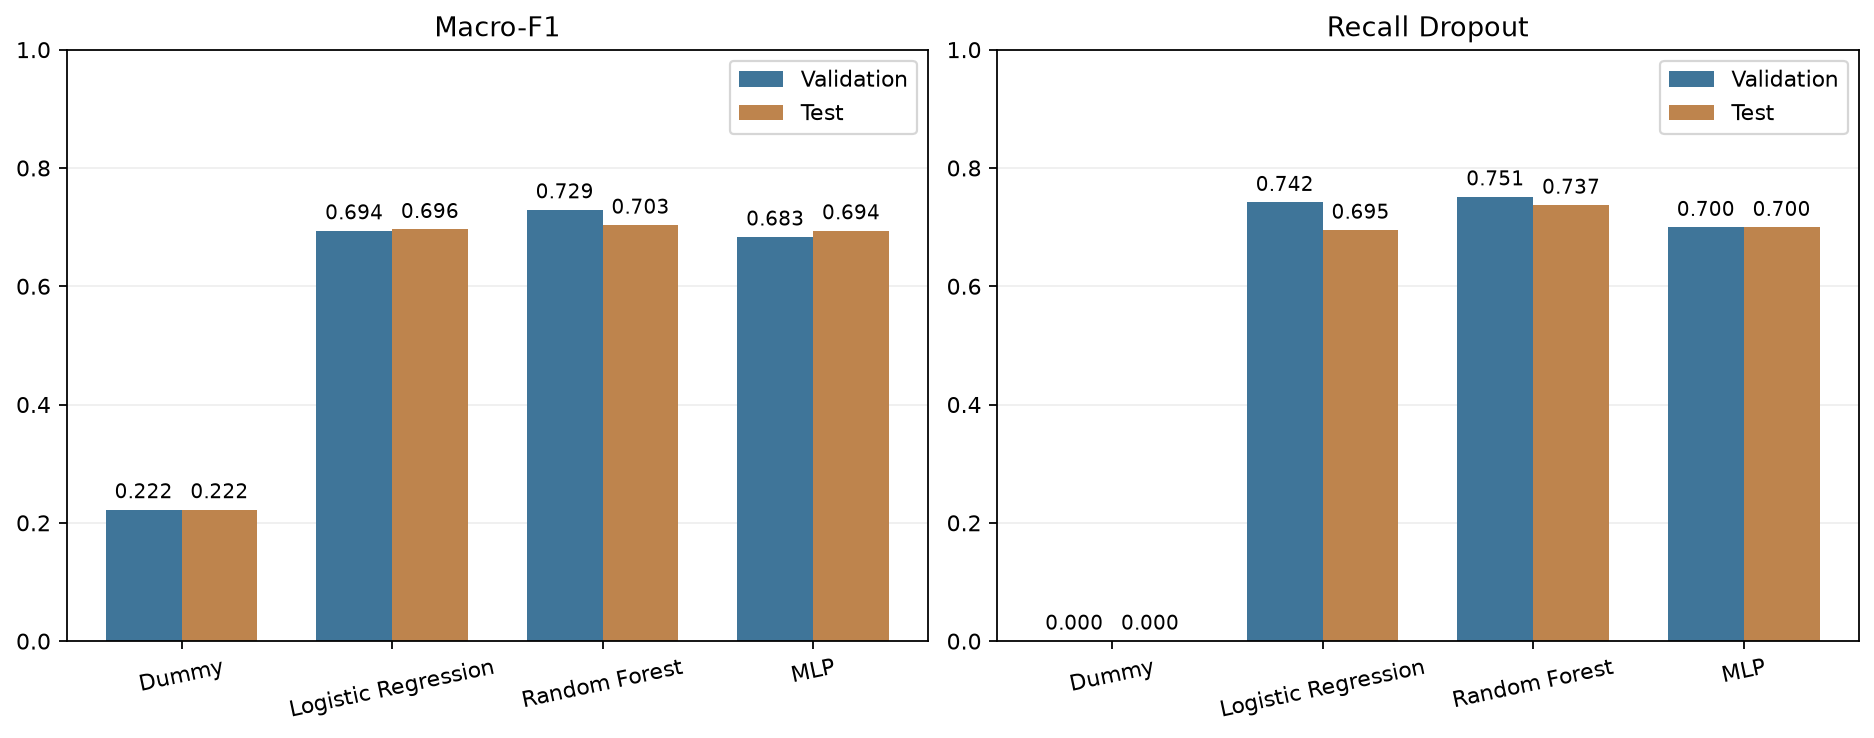 Macro-F1
1.0
0.8
0.6
0.4
0.2
0.0
Validation
Test
0.222 0.222
0.694 0.696
0.729 0.703
0.683 0.694
Dummy
Logistic Regression
Random Forest
MLP
Recall Dropout
1.0
0.8
0.6
0.4
0.2
0.0
Validation
Test
0.000 0.000
0.742 0.695
0.751 0.737
0.700 0.700
Dummy
Logistic Regression
Random Forest
MLP